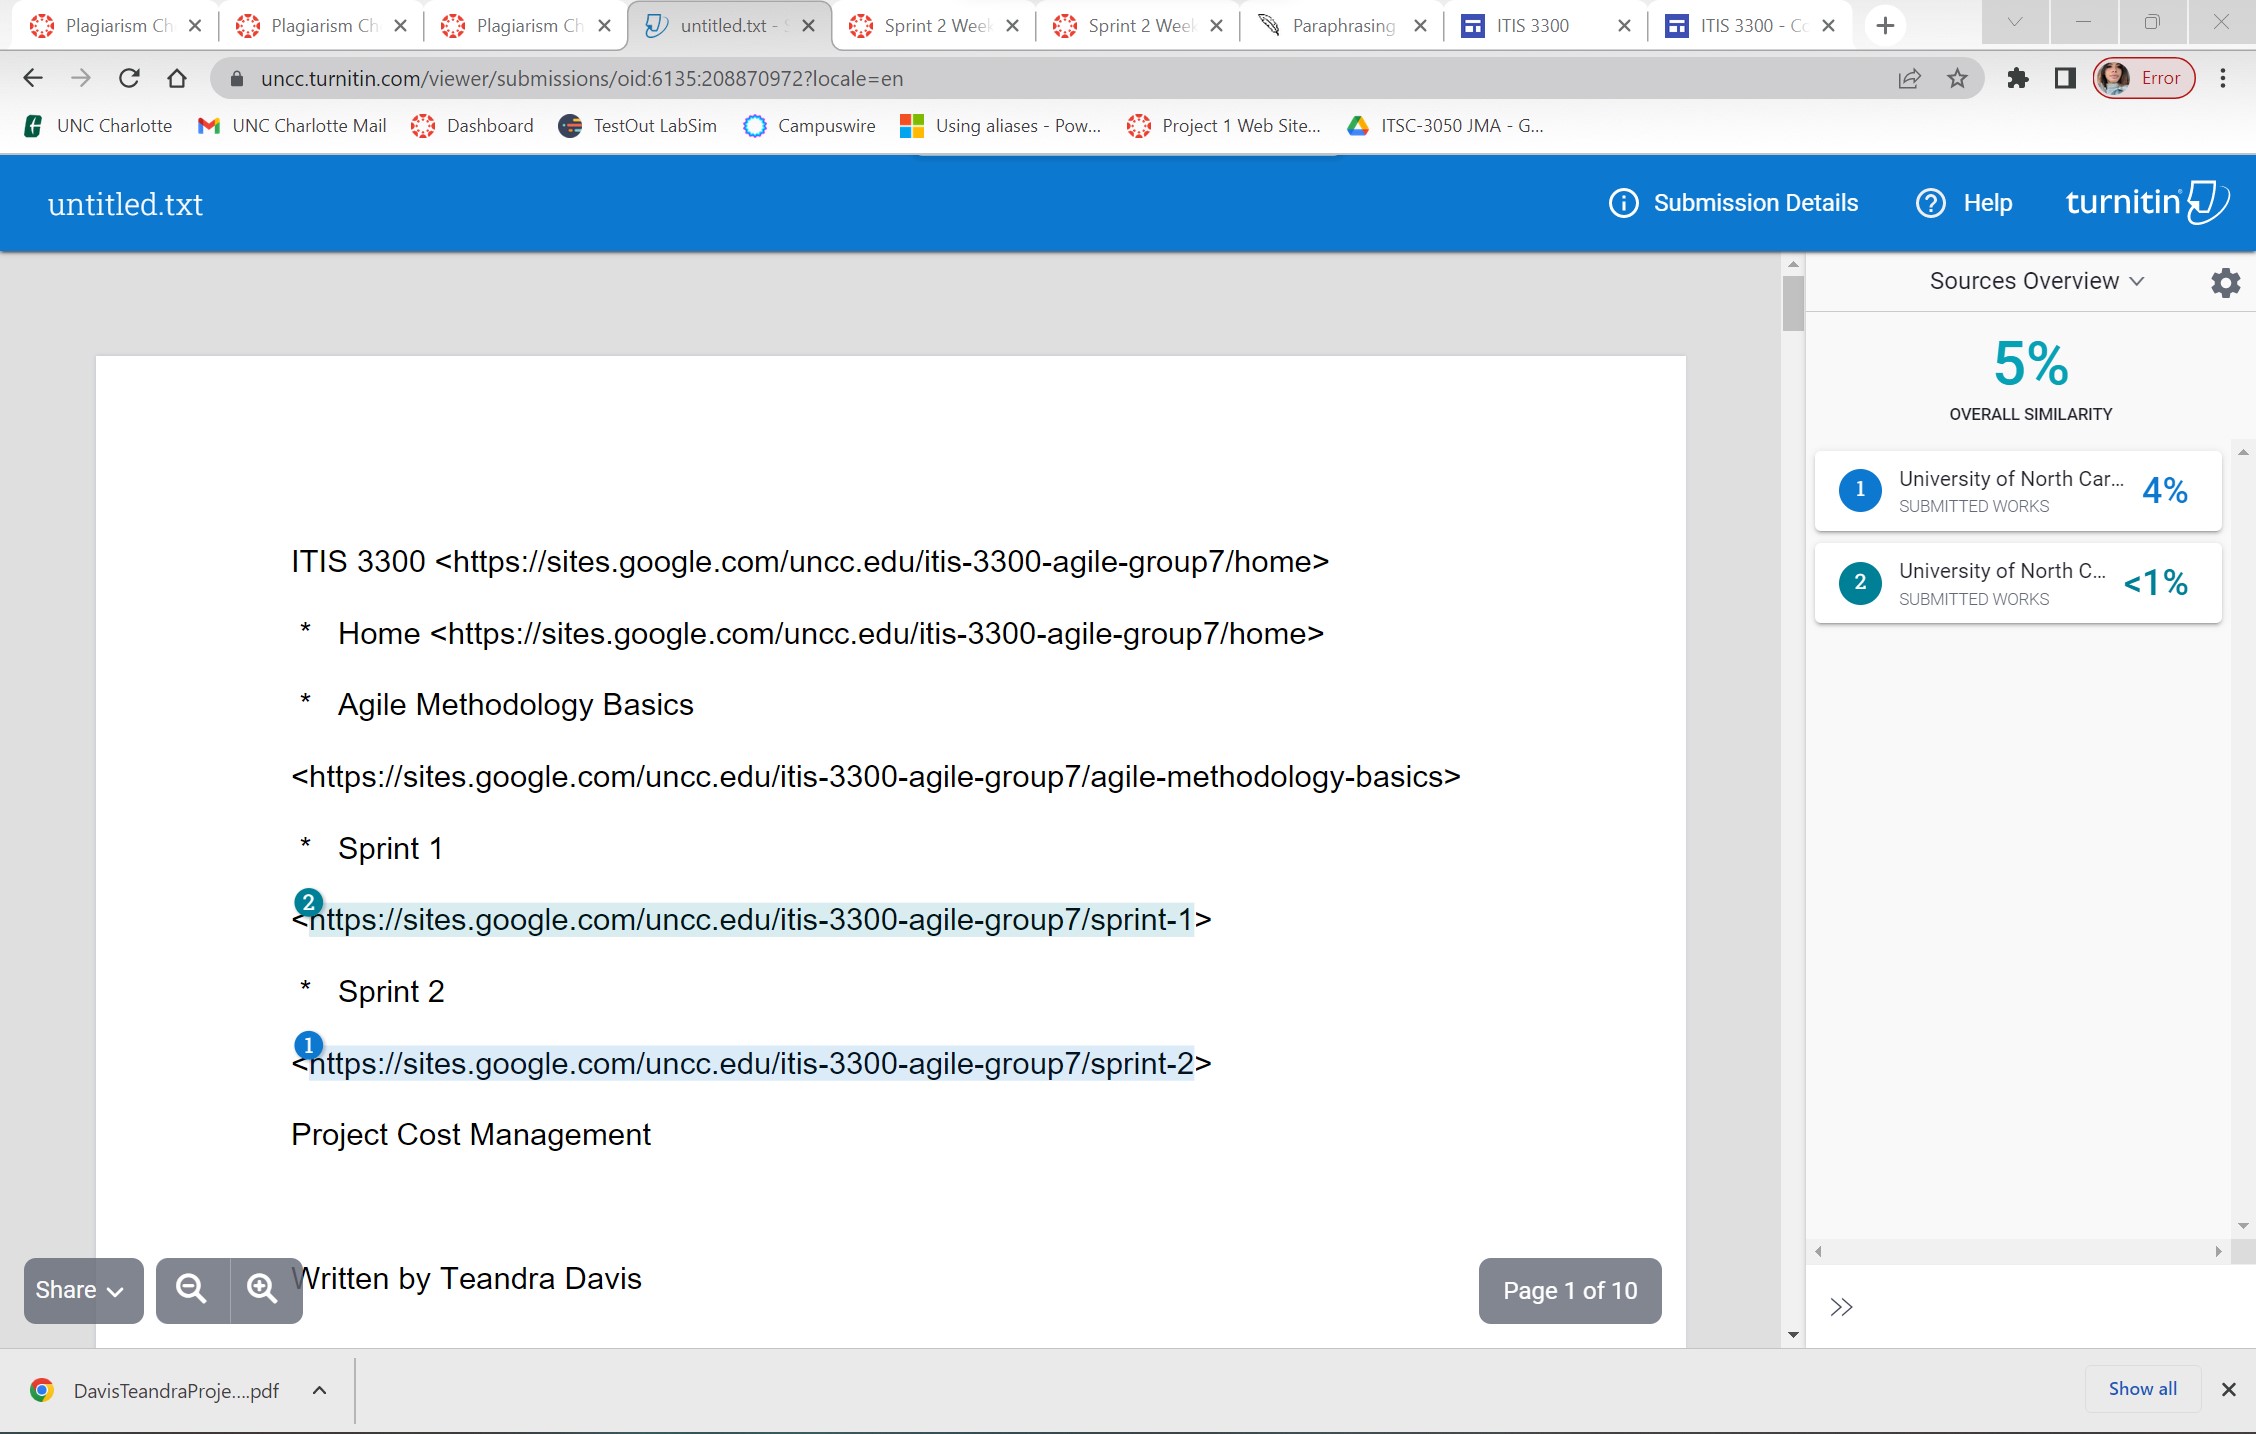 Plagiarism Ch
Plagiarism Ch
Plagiarism Ch
untitled.txt - S
Sprint 2 Week
Sprint 2 Week
Paraphrasing
ITIS 3300
ITIS 3300 - Co
uncc.turnitin.com/viewer/submissions/oid:6135:208870972?locale=en
Error
UNC Charlotte
UNC Charlotte Mail
Dashboard
TestOut LabSim
Campuswire
Using aliases - Pow...
Project 1 Web Site...
ITSC-3050 JMA - G...
untitled.txt
Submission Details
Help
turnitin
Sources Overview
5%
OVERALL SIMILARITY
1
University of North Car...
4%
SUBMITTED WORKS
2
University of North C...
<1%
SUBMITTED WORKS
ITIS 3300 <https://sites.google.com/uncc.edu/itis-3300-agile-group7/home>
* Home <https://sites.google.com/uncc.edu/itis-3300-agile-group7/home>
* Agile Methodology Basics
<https://sites.google.com/uncc.edu/itis-3300-agile-group7/agile-methodology-basics>
* Sprint 1
2
<https://sites.google.com/uncc.edu/itis-3300-agile-group7/sprint-1>
* Sprint 2
1
<https://sites.google.com/uncc.edu/itis-3300-agile-group7/sprint-2>
Project Cost Management
Written by Teandra Davis
Share
Page 1 of 10
DavisTeandraProje....pdf
Show all